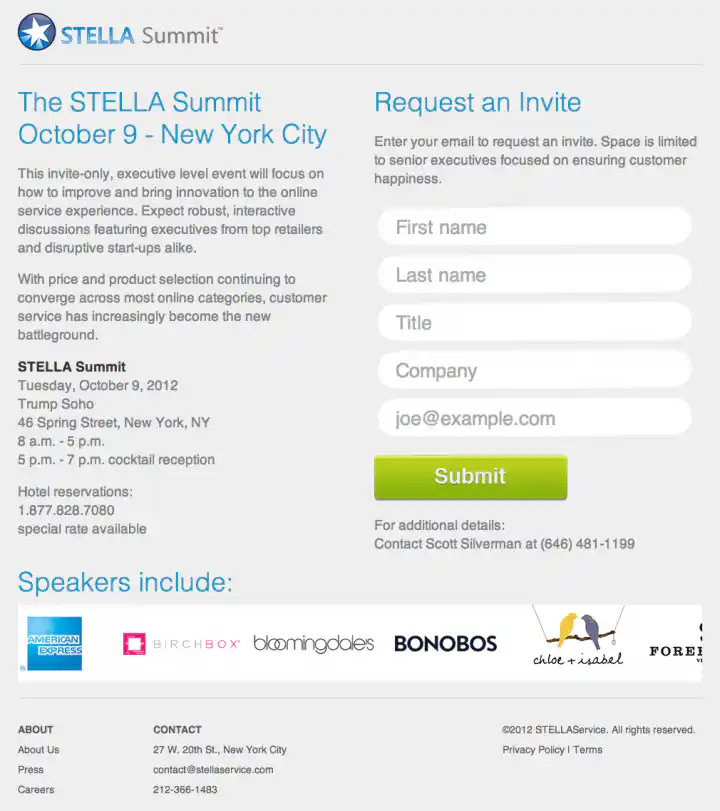 STELLA Summit™
The STELLA Summit
October 9 - New York City
This invite-only, executive level event will focus on
how to improve and bring innovation to the online
service experience. Expect robust, interactive
discussions featuring executives from top retailers
and disruptive start-ups alike.
With price and product selection continuing to
converge across most online categories, customer
service has increasingly become the new
battleground.
STELLA Summit
Tuesday, October 9, 2012
Trump Soho
46 Spring Street, New York, NY
8 a.m. - 5 p.m.
5 p.m. - 7 p.m. cocktail reception
Hotel reservations:
1.877.828.7080
special rate available
Request an Invite
Enter your email to request an invite. Space is limited
to senior executives focused on ensuring customer
happiness.
First name
Last name
Title
Company
joe@example.com
Submit
For additional details:
Contact Scott Silverman at (646) 481-1199
Speakers include:
AMERICAN
EXPRESS
®
BIRCHBOX
bloomingdales
BONOBOS
chloe + isabel
ABOUT
About Us
Press
Careers
CONTACT
27 W. 20th St., New York City
contact@stellaservice.com
212-366-1483
©2012 STELLAService. All rights reserved.
Privacy Policy | Terms